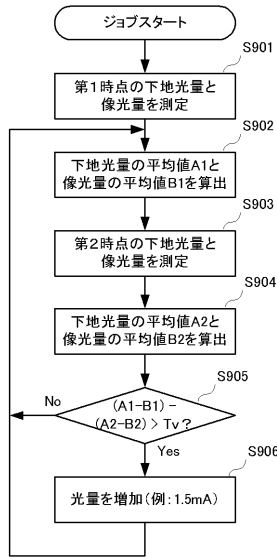 ジョブスタート
S901
第1時点の下地光量と
像光量を測定
S902
下地光量の平均値A1と
像光量の平均値B1を算出
S903
第2時点の下地光量と
像光量を測定
S904
下地光量の平均値A2と
像光量の平均値B2を算出
S905
(A1-B1) -
(A2-B2) > Tv?
No
Yes
S906
光量を増加(例:1.5mA)